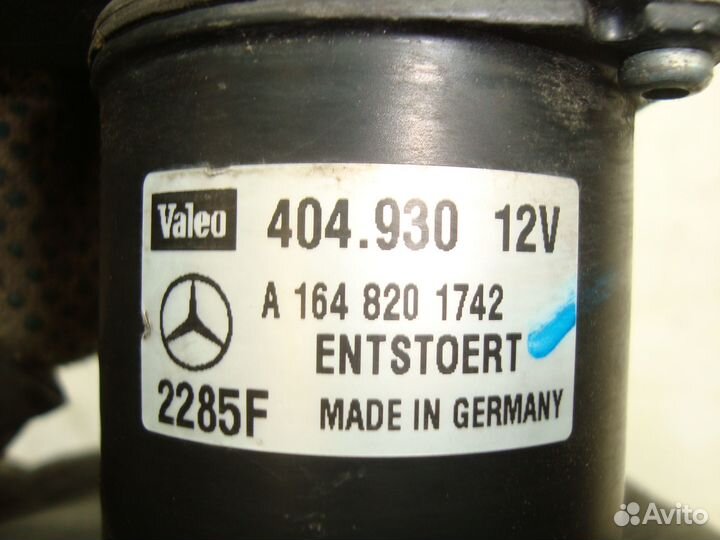 Valeo 404.930 12V
A 164 820 1742
ENTSTOERT
2285F MADE IN GERMANY
Avito